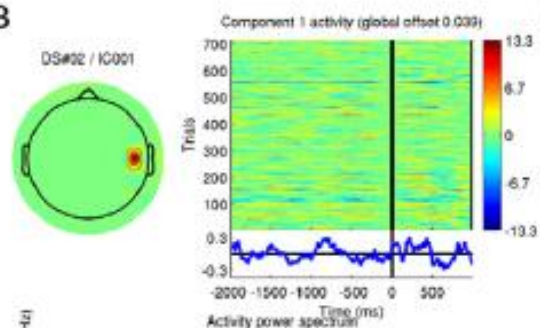 B
Component 1 activity (global offset 0.039)
DS#02 / IC001
Trials
700
600
500
400
300
200
100
13.3
6.7
0
-6.7
-13.3
0.3
-0.3
-2000 -1500 -1000 -500 0 500
Time (ms)
Activity power spectrum
Hz)